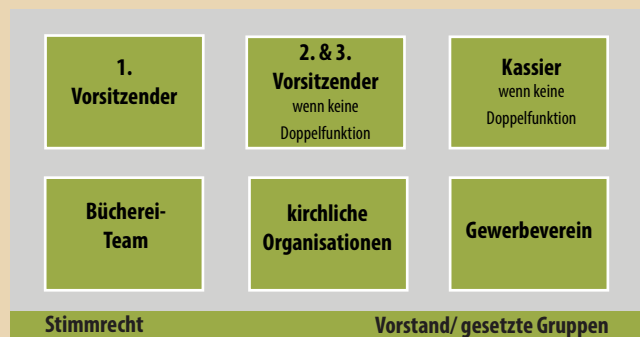 1.
Vorsitzender
2. & 3.
Vorsitzender
wenn keine
Doppelfunktion
Kassier
wenn keine
Doppelfunktion
Bücherei-
Team
kirchliche
Organisationen
Gewerbeverein
Stimmrecht
Vorstand/ gesetzte Gruppen